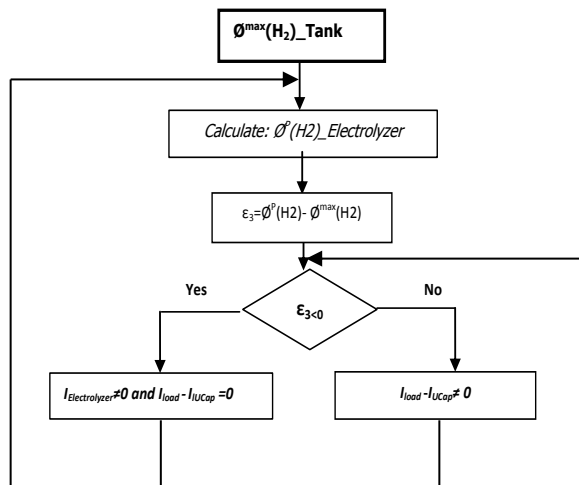 Ø^max(H₂)_Tank
Calculate: Ø^P(H2)_Electrolyzer
ε₃=Ø^P(H2)- Ø^max(H2)
Yes
No
ε₃<0
I_Electrolyzer≠0 and I_load - I_IUCap =0
I_load -I_UCap≠ 0